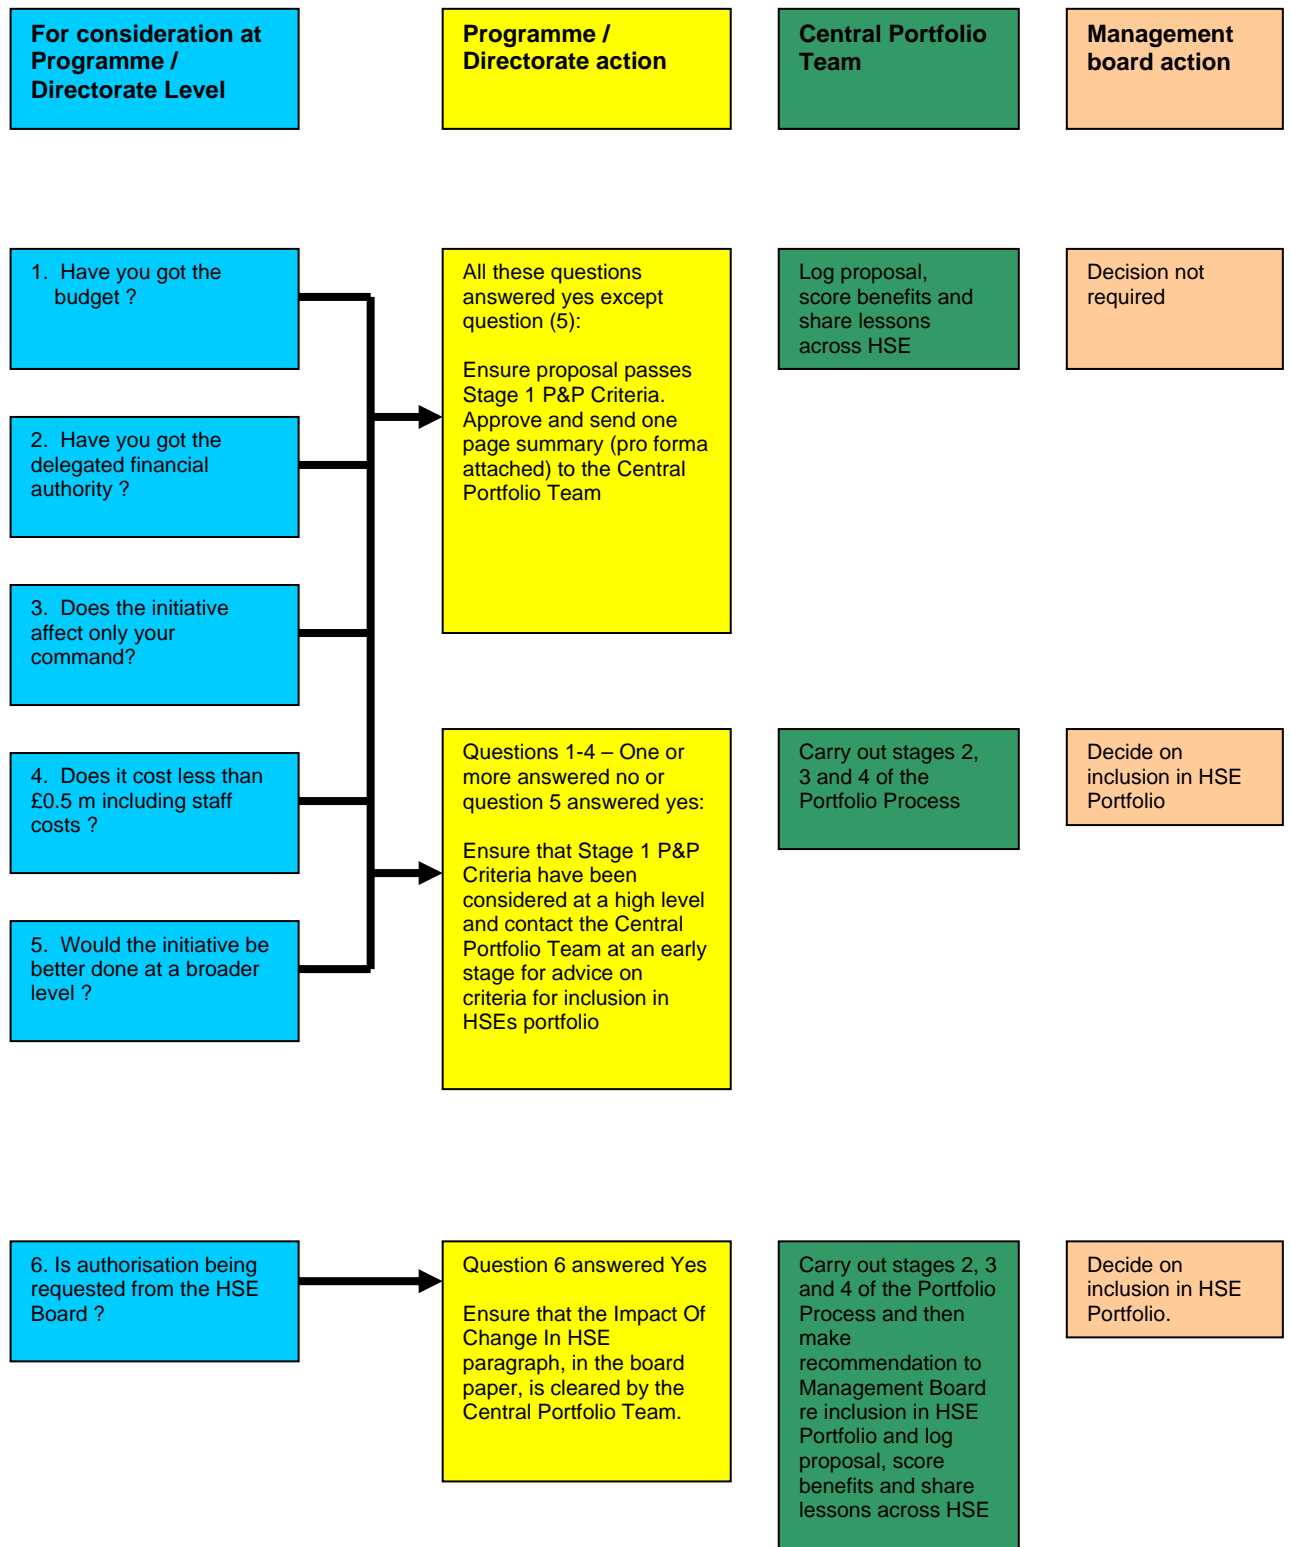 For consideration at
Programme /
Directorate Level
Programme /
Directorate action
Central Portfolio
Team
Management
board action
1. Have you got the
budget ?
All these questions
answered yes except
question (5):
Ensure proposal passes
Stage 1 P&P Criteria.
Approve and send one
page summary (pro forma
attached) to the Central
Portfolio Team
Log proposal,
score benefits and
share lessons
across HSE
Decision not
required
2. Have you got the
delegated financial
authority ?
3. Does the initiative
affect only your
command?
4. Does it cost less than
£0.5 m including staff
costs ?
5. Would the initiative be
better done at a broader
level ?
Questions 1-4 – One or
more answered no or
question 5 answered yes:
Ensure that Stage 1 P&P
Criteria have been
considered at a high level
and contact the Central
Portfolio Team at an early
stage for advice on
criteria for inclusion in
HSEs portfolio
Carry out stages 2,
3 and 4 of the
Portfolio Process
Decide on
inclusion in HSE
Portfolio
6. Is authorisation being
requested from the HSE
Board ?
Question 6 answered Yes
Ensure that the Impact Of
Change In HSE
paragraph, in the board
paper, is cleared by the
Central Portfolio Team.
Carry out stages 2, 3
and 4 of the Portfolio
Process and then
make
recommendation to
Management Board
re inclusion in HSE
Portfolio and log
proposal, score
benefits and share
lessons across HSE
Decide on
inclusion in HSE
Portfolio.